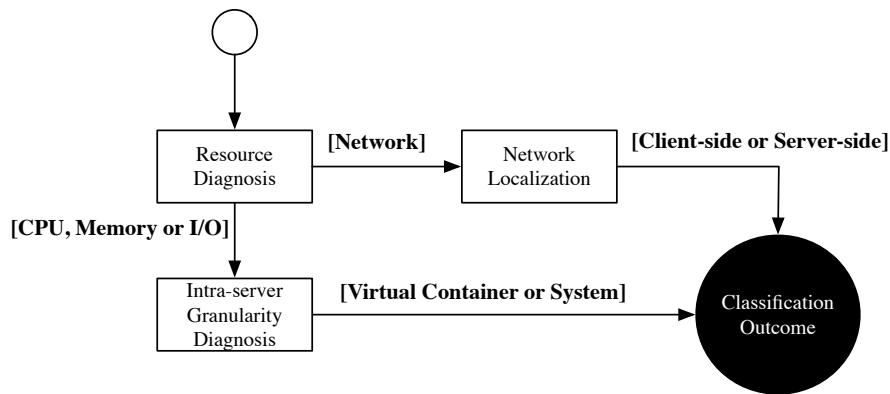 [Network]
[Client-side or Server-side]
Resource
Diagnosis
Network
Localization
[CPU, Memory or I/O]
Intra-server
Granularity
Diagnosis
[Virtual Container or System]
Classification
Outcome